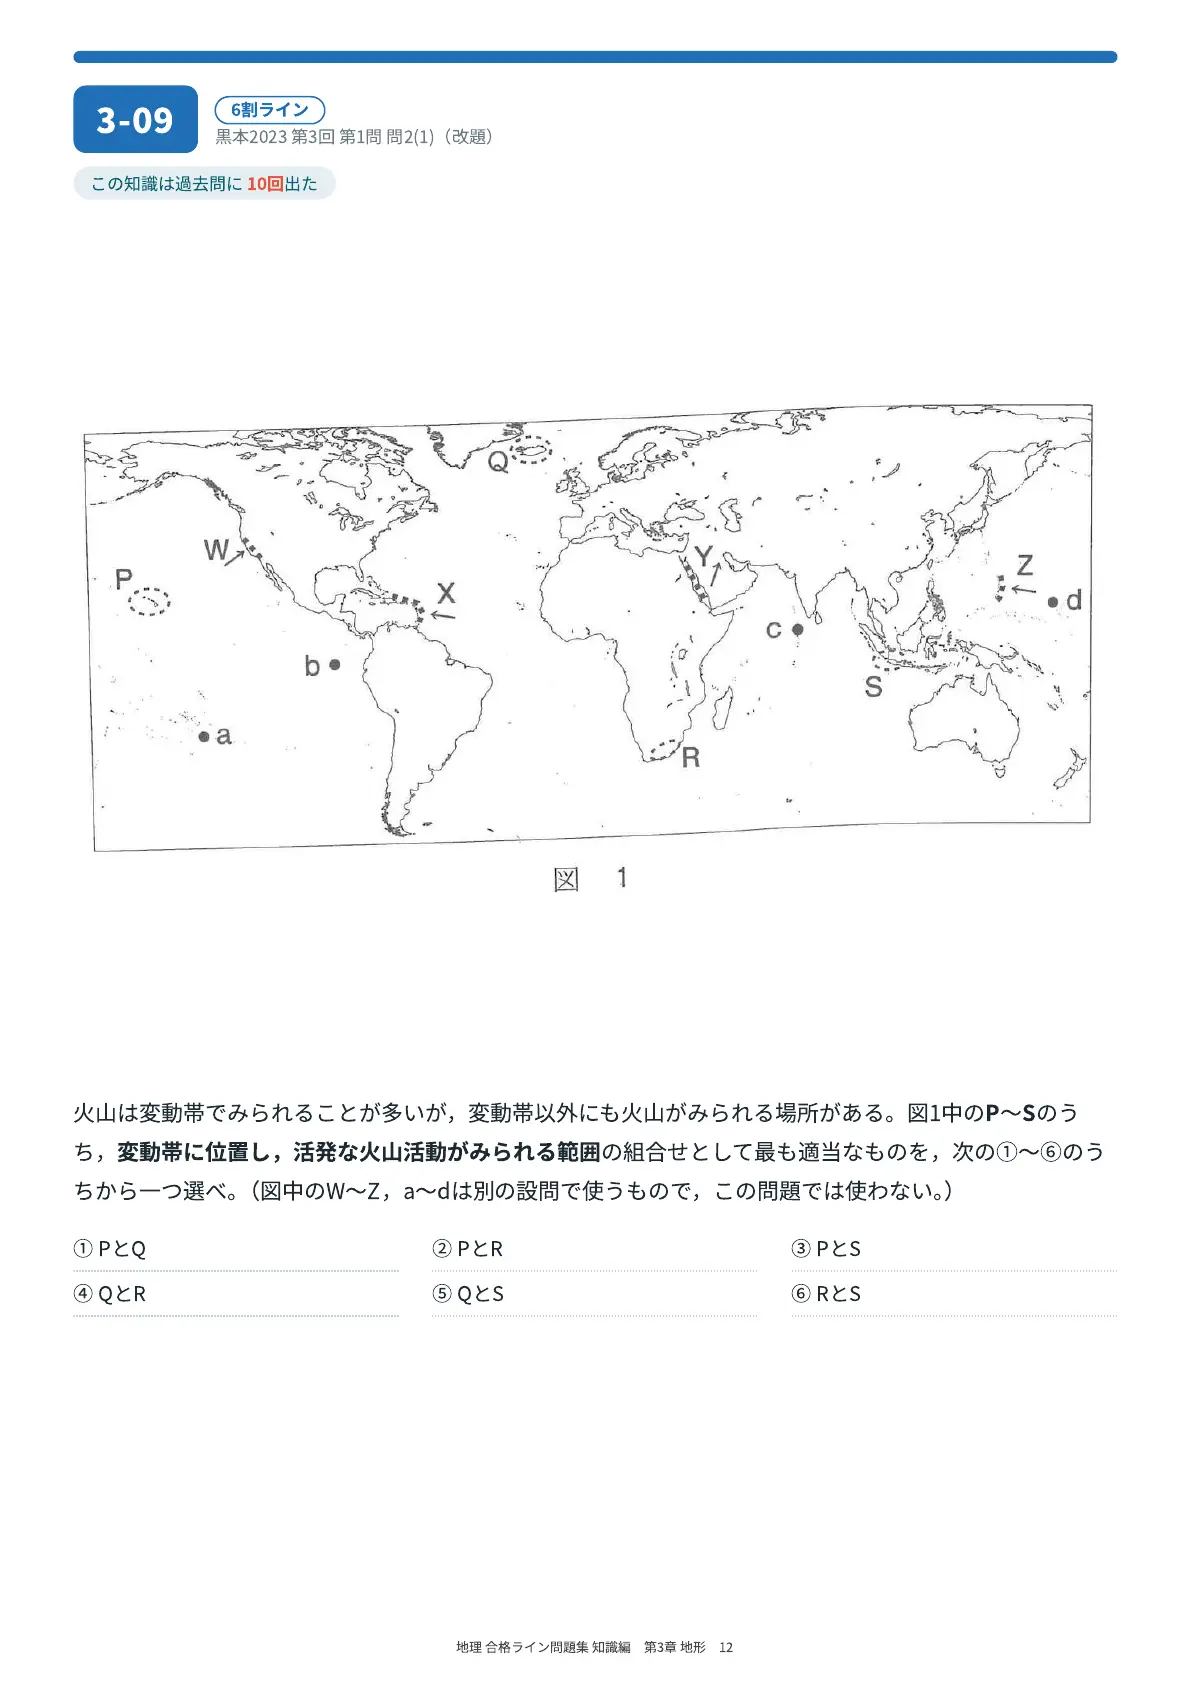 3-09
6割ライン
黒本2023 第3回 第1問 問2(1)（改題）
この知識は過去問に 10回出た
Q
W
Y
P
X
Z
d
c
b
S
a
R
図 1
火山は変動帯でみられることが多いが，変動帯以外にも火山がみられる場所がある。図1中のP～Sのう
ち，変動帯に位置し，活発な火山活動がみられる範囲の組合せとして最も適当なものを，次の①～⑥のう
ちから一つ選べ。（図中のW～Z，a～dは別の設問で使うもので，この問題では使わない。）
① PとQ
② PとR
③ PとS
④ QとR
⑤ QとS
⑥ RとS
地理 合格ライン問題集 知識編　第3章 地形　12